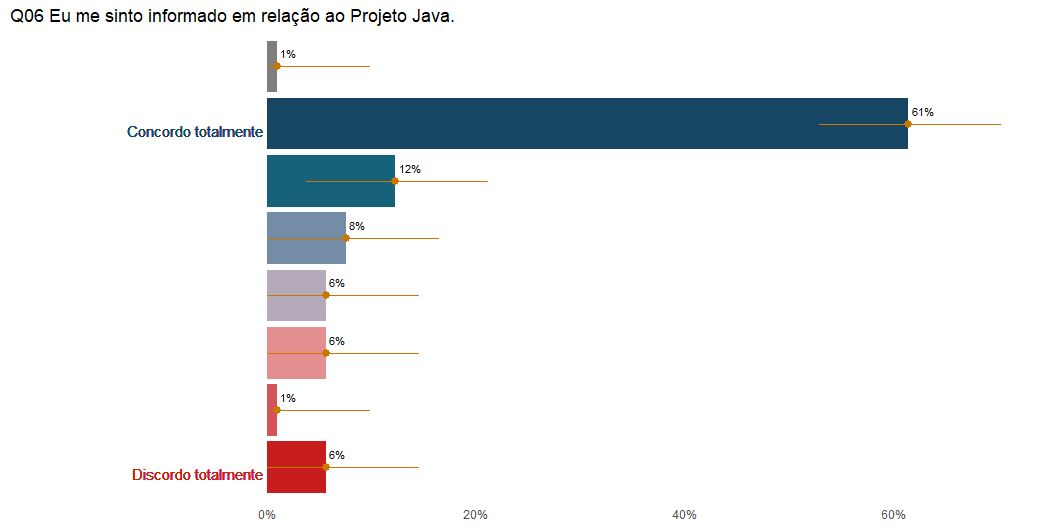 Q06 Eu me sinto informado em relação ao Projeto Java.
1%
Concordo totalmente 61%
12%
8%
6%
6%
1%
Discordo totalmente 6%
0% 20% 40% 60%